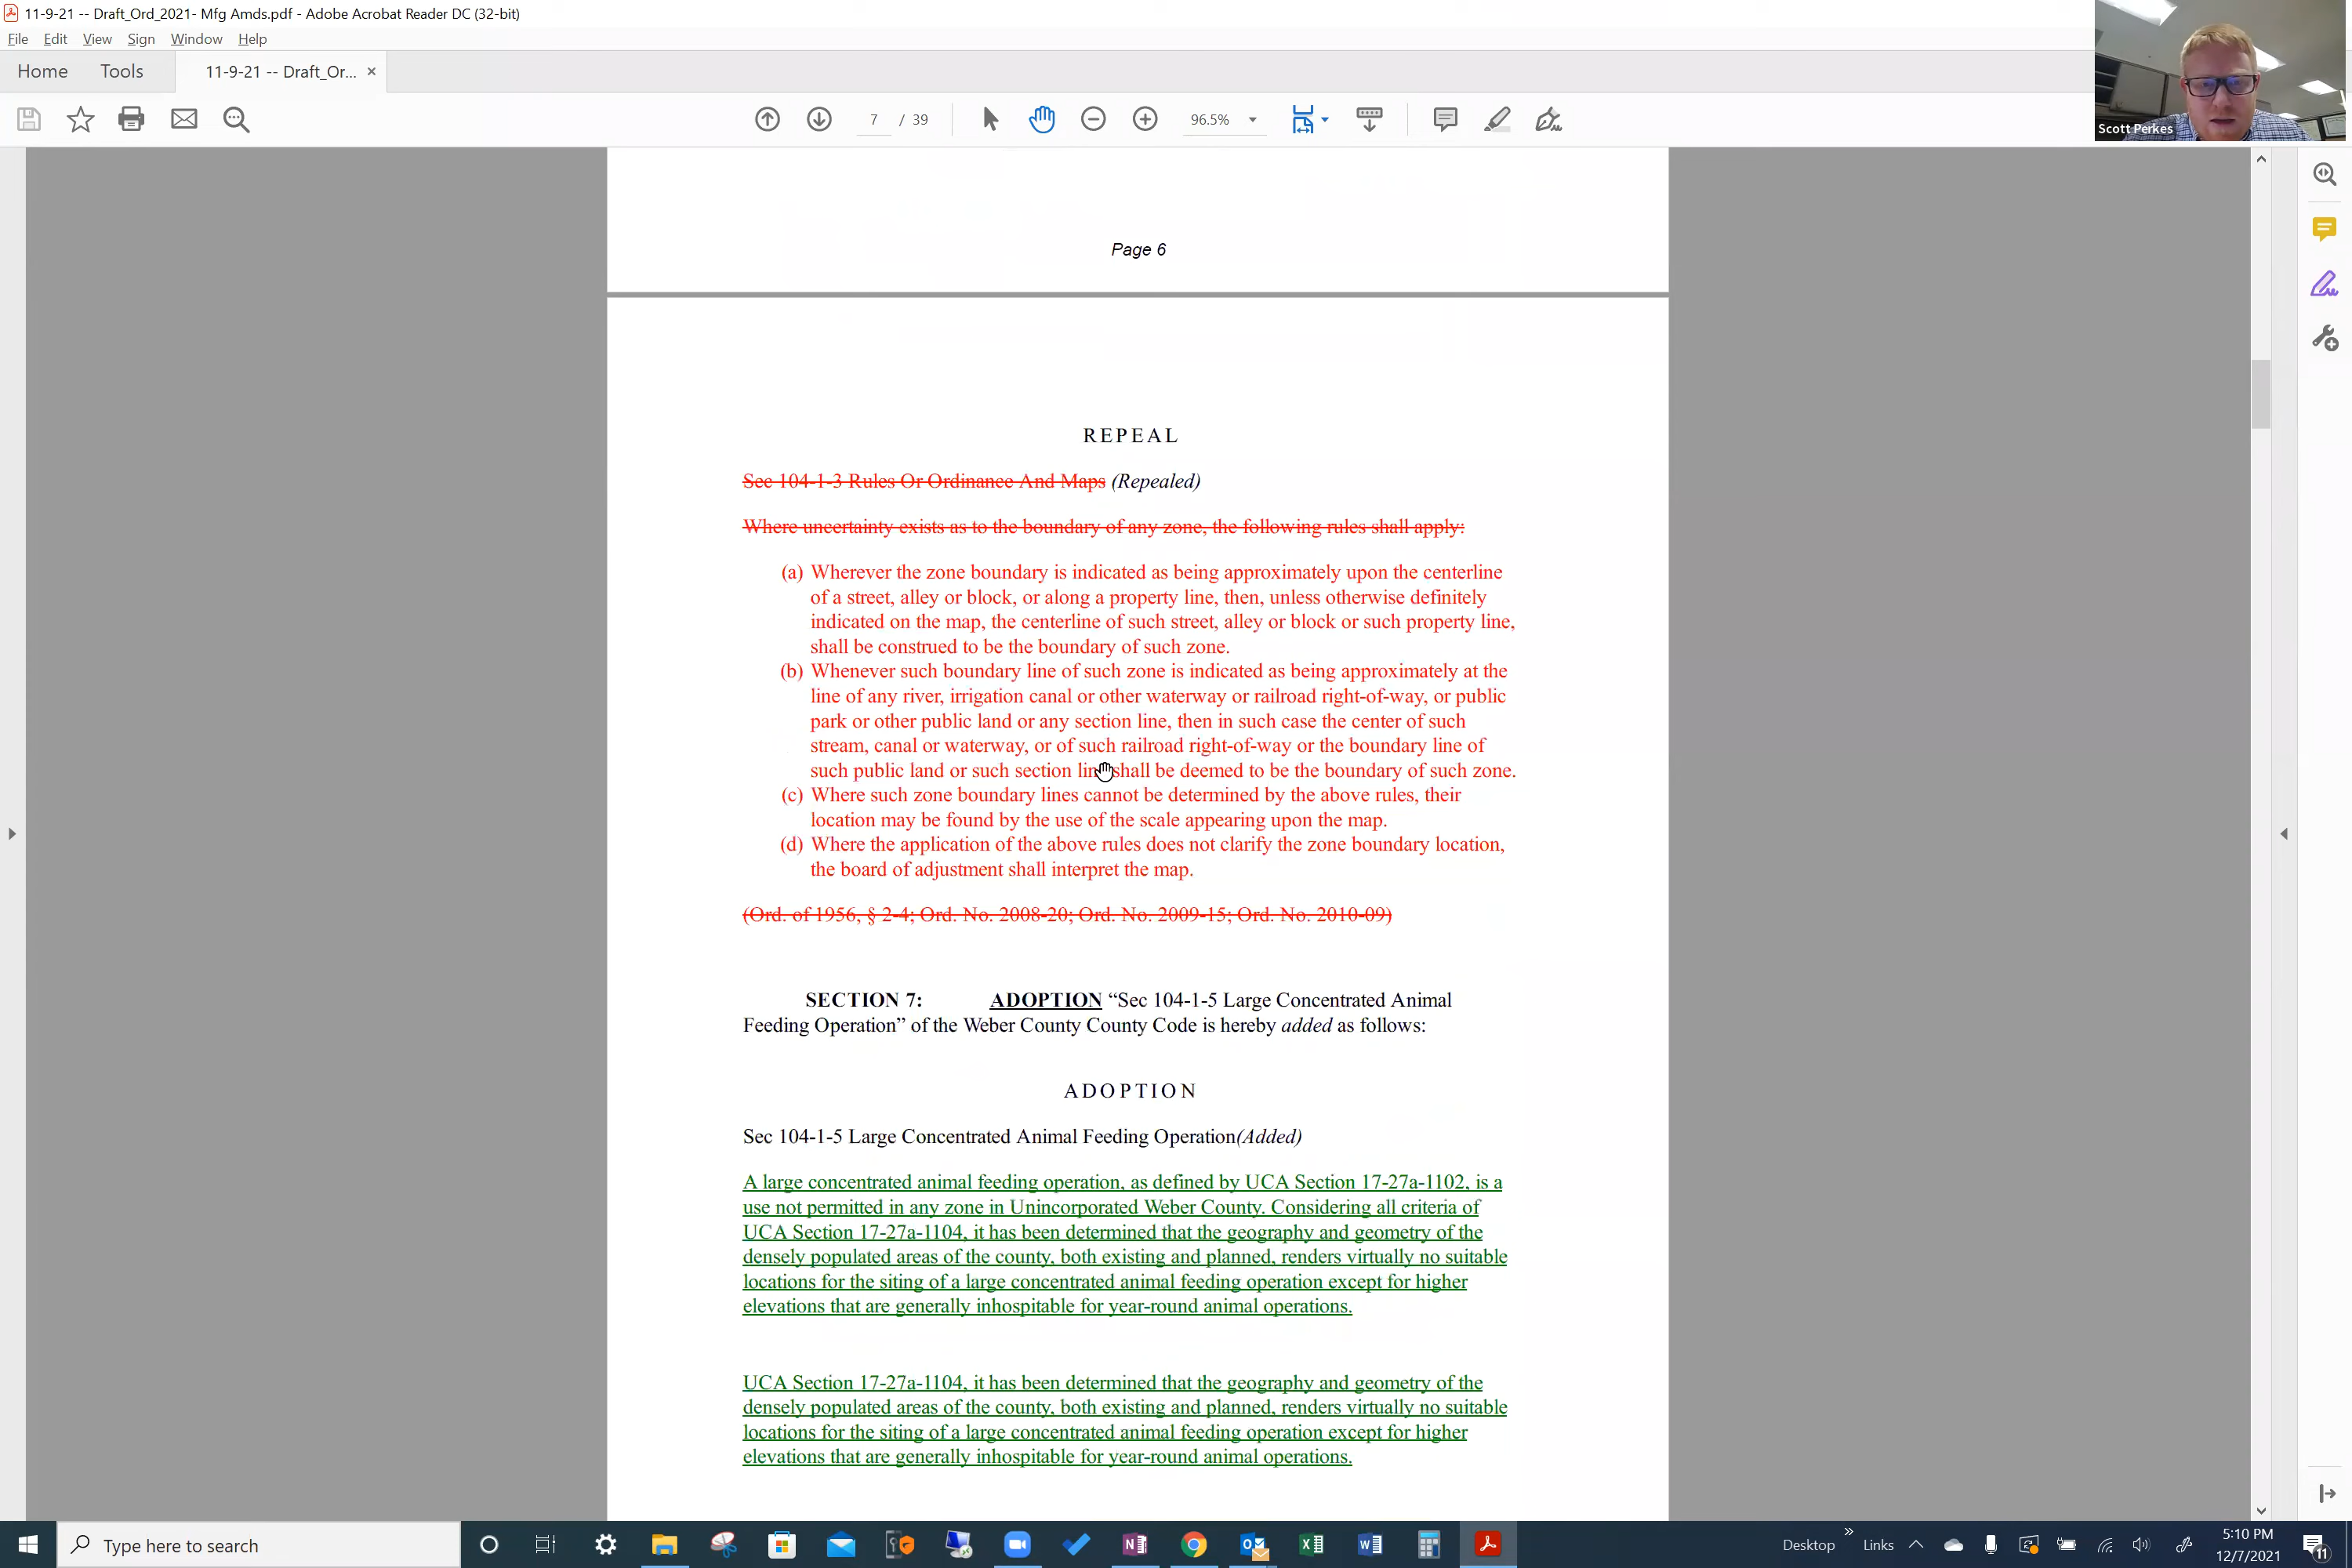 11-9-21 -- Draft_Ord_2021- Mfg Amds.pdf - Adobe Acrobat Reader DC (32-bit)
File Edit View Sign Window Help
Home Tools 11-9-21 -- Draft_Or... ×
7 / 39 96.5%
Scott Perkes
Page 6
REPEAL
Sec 104-1-3 Rules Or Ordinance And Maps (Repealed)
Where uncertainty exists as to the boundary of any zone, the following rules shall apply:
(a) Wherever the zone boundary is indicated as being approximately upon the centerline
of a street, alley or block, or along a property line, then, unless otherwise definitely
indicated on the map, the centerline of such street, alley or block or such property line,
shall be construed to be the boundary of such zone.
(b) Whenever such boundary line of such zone is indicated as being approximately at the
line of any river, irrigation canal or other waterway or railroad right-of-way, or public
park or other public land or any section line, then in such case the center of such
stream, canal or waterway, or of such railroad right-of-way or the boundary line of
such public land or such section line shall be deemed to be the boundary of such zone.
(c) Where such zone boundary lines cannot be determined by the above rules, their
location may be found by the use of the scale appearing upon the map.
(d) Where the application of the above rules does not clarify the zone boundary location,
the board of adjustment shall interpret the map.
(Ord. of 1956, § 2-4; Ord. No. 2008-20; Ord. No. 2009-15; Ord. No. 2010-09)
SECTION 7: ADOPTION “Sec 104-1-5 Large Concentrated Animal
Feeding Operation” of the Weber County County Code is hereby added as follows:
ADOPTION
Sec 104-1-5 Large Concentrated Animal Feeding Operation(Added)
A large concentrated animal feeding operation, as defined by UCA Section 17-27a-1102, is a
use not permitted in any zone in Unincorporated Weber County. Considering all criteria of
UCA Section 17-27a-1104, it has been determined that the geography and geometry of the
densely populated areas of the county, both existing and planned, renders virtually no suitable
locations for the siting of a large concentrated animal feeding operation except for higher
elevations that are generally inhospitable for year-round animal operations.
UCA Section 17-27a-1104, it has been determined that the geography and geometry of the
densely populated areas of the county, both existing and planned, renders virtually no suitable
locations for the siting of a large concentrated animal feeding operation except for higher
elevations that are generally inhospitable for year-round animal operations.
Type here to search
Desktop » Links
5:10 PM
12/7/2021
11